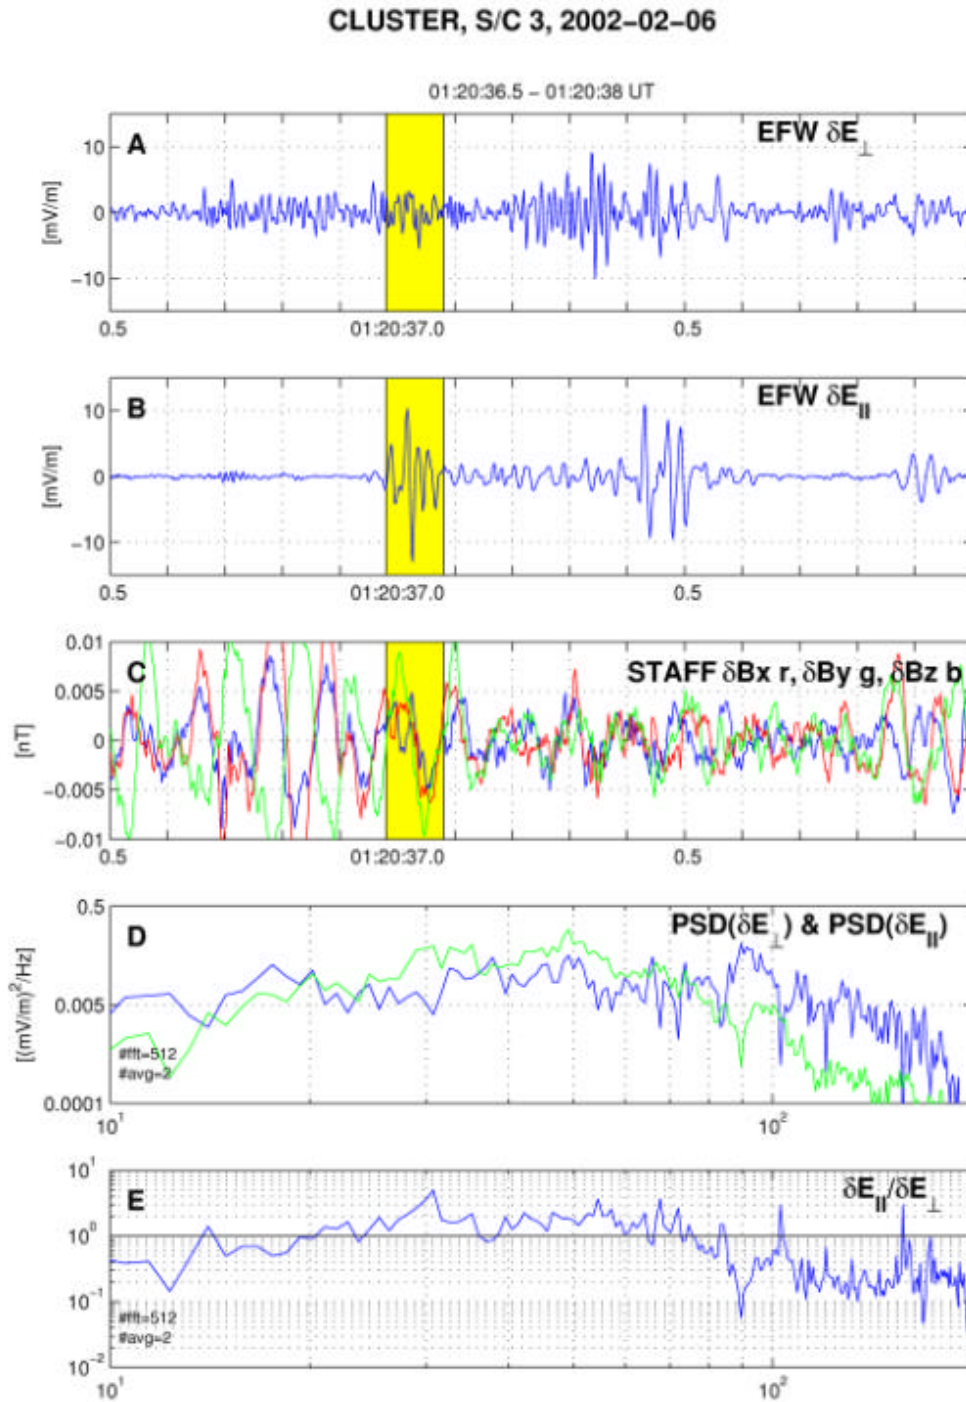 CLUSTER, S/C 3, 2002−02−06
01:20:36.5 − 01:20:38 UT
A
EFW δE⊥
10
0
−10
[mV/m]
0.5 01:20:37.0 0.5
B
EFW δE||
10
0
−10
[mV/m]
0.5 01:20:37.0 0.5
C
STAFF δBx r, δBy g, δBz b
0.01
0.005
0
−0.005
−0.01
[nT]
0.5 01:20:37.0 0.5
D
PSD(δE⊥) & PSD(δE||)
0.5
0.005
0.0001
[(mV/m)²/Hz]
#fft=512
#avg=2
10¹ 10²
E
δE||/δE⊥
10¹
10⁰
10⁻¹
10⁻²
#fft=512
#avg=2
10¹ 10²